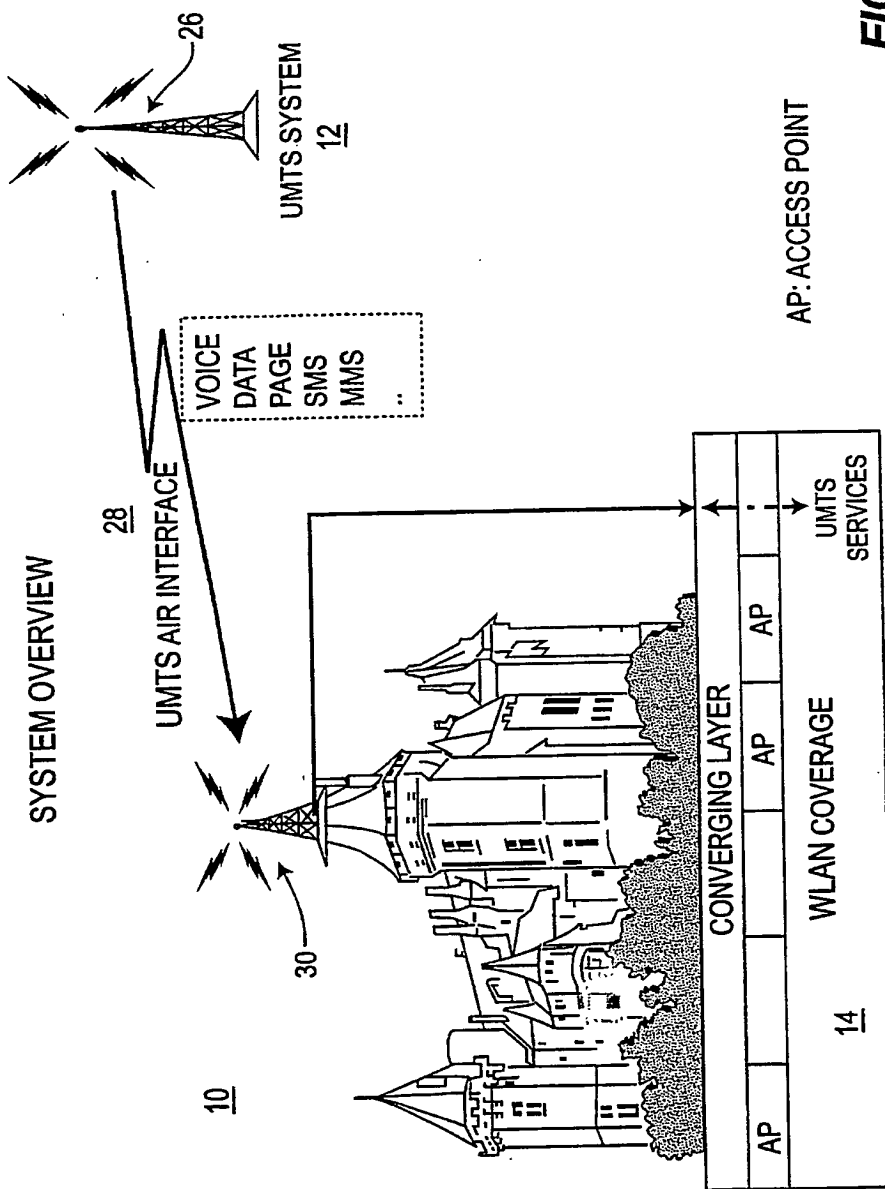 SYSTEM OVERVIEW
10
30
28
UMTS AIR INTERFACE
VOICE
DATA
PAGE
SMS
MMS
..
26
UMTS SYSTEM
12
CONVERGING LAYER
AP
AP
AP
AP
14
WLAN COVERAGE
UMTS
SERVICES
AP: ACCESS POINT